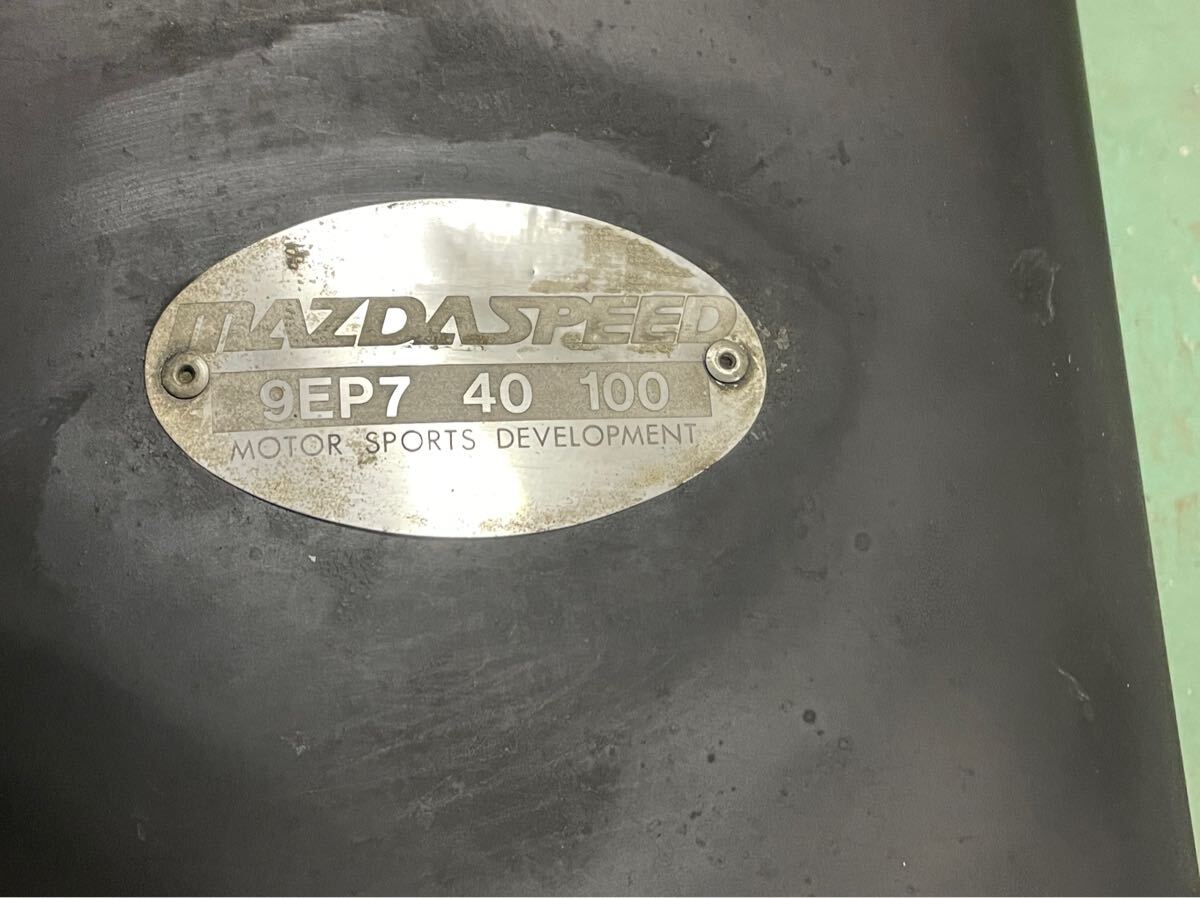 MAZDASPEED
9EP7 40 100
MOTOR SPORTS DEVELOPMENT